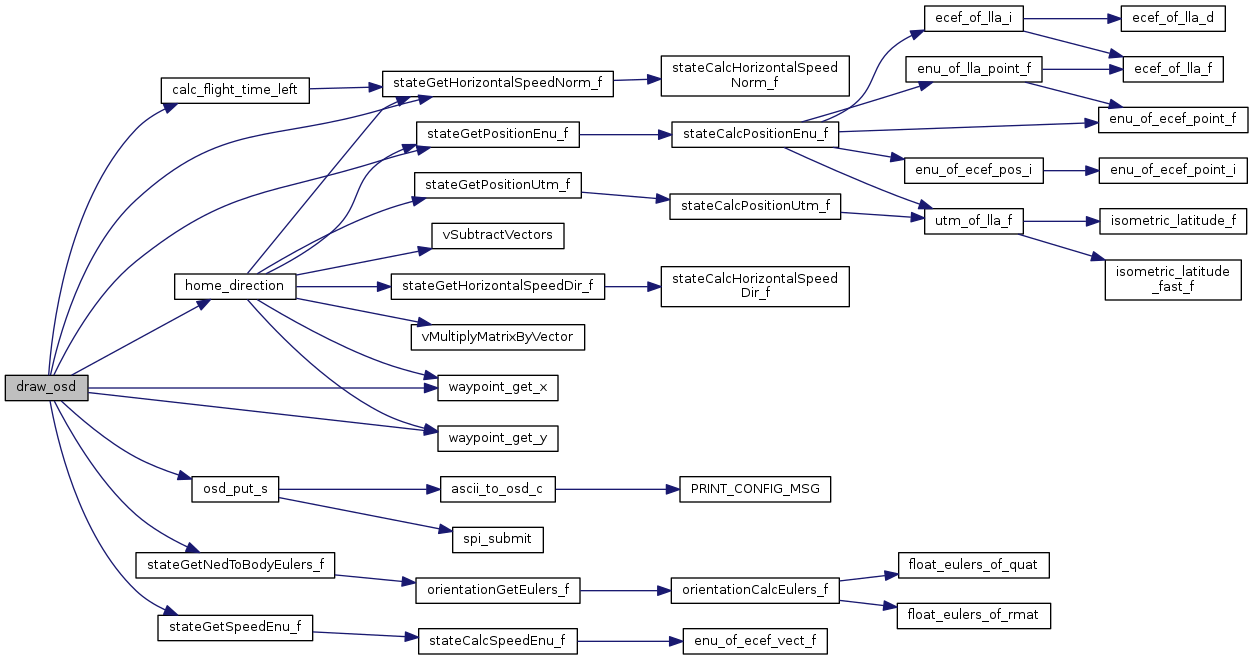 draw_osd
calc_flight_time_left
home_direction
osd_put_s
stateGetNedToBodyEulers_f
stateGetSpeedEnu_f
stateGetHorizontalSpeedNorm_f
stateGetPositionEnu_f
stateGetPositionUtm_f
vSubtractVectors
stateGetHorizontalSpeedDir_f
vMultiplyMatrixByVector
waypoint_get_x
waypoint_get_y
ascii_to_osd_c
spi_submit
orientationGetEulers_f
stateCalcSpeedEnu_f
stateCalcHorizontalSpeed
Norm_f
stateCalcPositionEnu_f
stateCalcPositionUtm_f
stateCalcHorizontalSpeed
Dir_f
PRINT_CONFIG_MSG
orientationCalcEulers_f
enu_of_ecef_vect_f
ecef_of_lla_i
enu_of_lla_point_f
enu_of_ecef_pos_i
utm_of_lla_f
float_eulers_of_quat
float_eulers_of_rmat
ecef_of_lla_d
ecef_of_lla_f
enu_of_ecef_point_f
enu_of_ecef_point_i
isometric_latitude_f
isometric_latitude
_fast_f